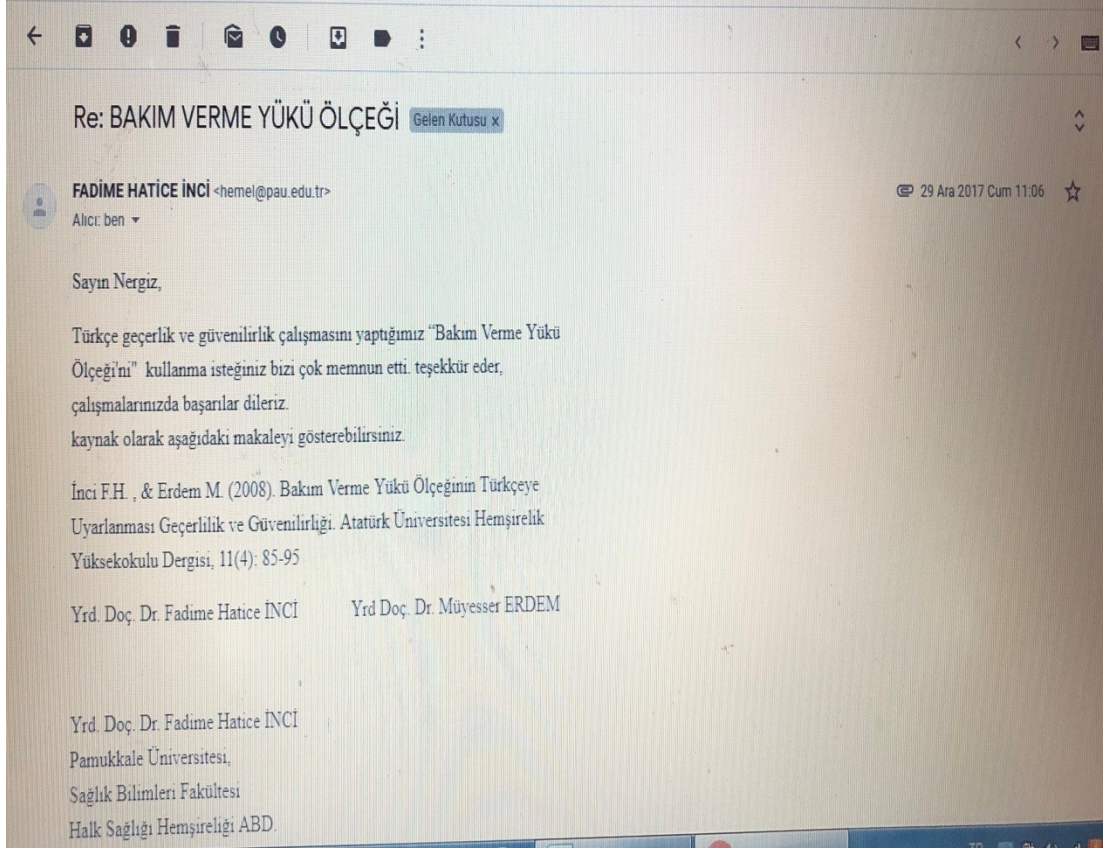 Re: BAKIM VERME YÜKÜ ÖLÇEĞİ Gelen Kutusu x
FADİME HATİCE İNCİ <hemel@pau.edu.tr>
29 Ara 2017 Cum 11:06
Alıcı: ben
Sayın Nergiz,
Türkçe geçerlik ve güvenilirlik çalışmasını yaptığımız "Bakım Verme Yükü
Ölçeği'ni" kullanma isteğiniz bizi çok memnun etti. teşekkür eder,
çalışmalarınızda başarılar dileriz.
kaynak olarak aşağıdaki makaleyi gösterebilirsiniz.
İnci F.H. , & Erdem M. (2008). Bakım Verme Yükü Ölçeğinin Türkçeye
Uyarlanması Geçerlilik ve Güvenilirliği. Atatürk Üniversitesi Hemşirelik
Yüksekokulu Dergisi, 11(4): 85-95
Yrd. Doç. Dr. Fadime Hatice İNCİ Yrd Doç. Dr. Müyesser ERDEM
Yrd. Doç. Dr. Fadime Hatice İNCİ
Pamukkale Üniversitesi,
Sağlık Bilimleri Fakültesi
Halk Sağlığı Hemşireliği ABD.